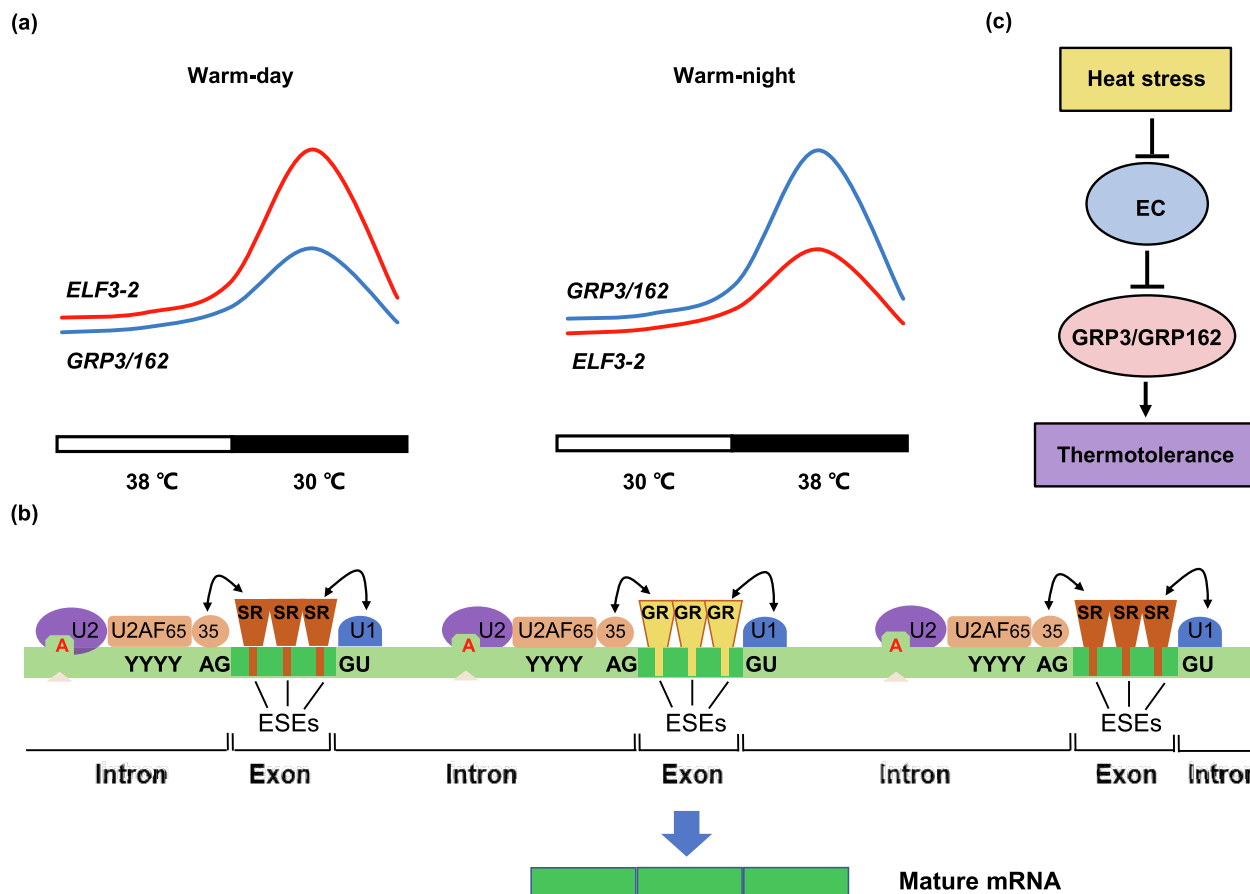 (a)
Warm-day
ELF3-2
GRP3/162
38 ℃ 30 ℃
Warm-night
GRP3/162
ELF3-2
30 ℃ 38 ℃
(c)
Heat stress
EC
GRP3/GRP162
Thermotolerance
(b)
SR SR SR GR GR GR SR SR SR
A U2 U2AF65 35 U1 A U2 U2AF65 35 U1 A U2 U2AF65 35 U1
YYYY AG GU YYYY AG GU YYYY AG GU
ESEs ESEs ESEs
Intron Exon Intron Exon Intron Exon Intron
Mature mRNA